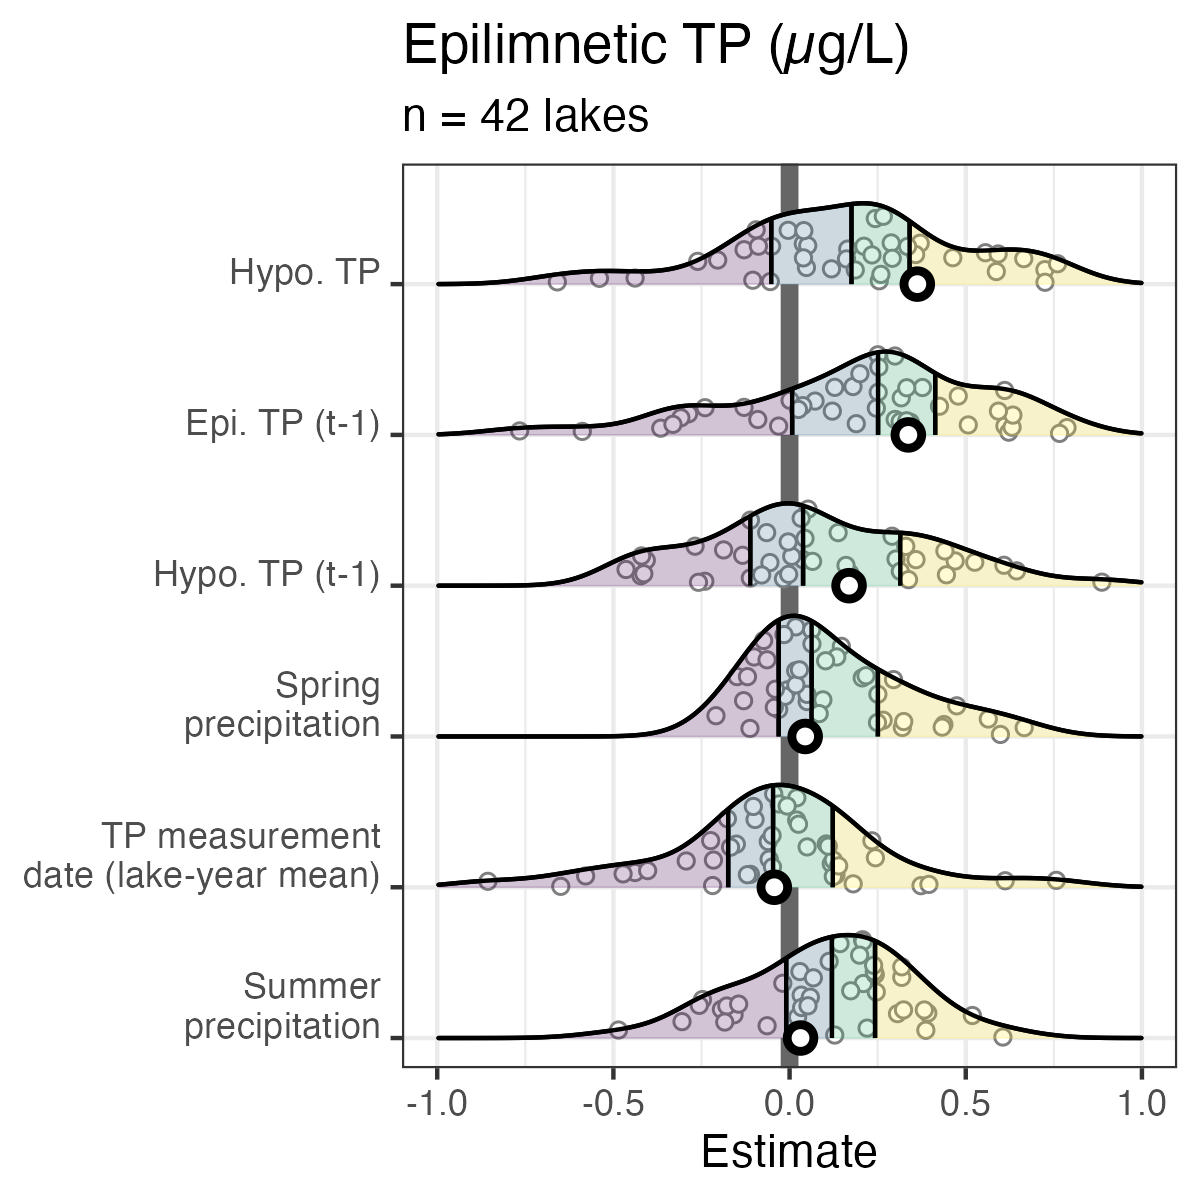 Epilimnetic TP (µg/L)
n = 42 lakes
Hypo. TP
Epi. TP (t-1)
Hypo. TP (t-1)
Spring
precipitation
TP measurement
date (lake-year mean)
Summer
precipitation
-1.0 -0.5 0.0 0.5 1.0
Estimate